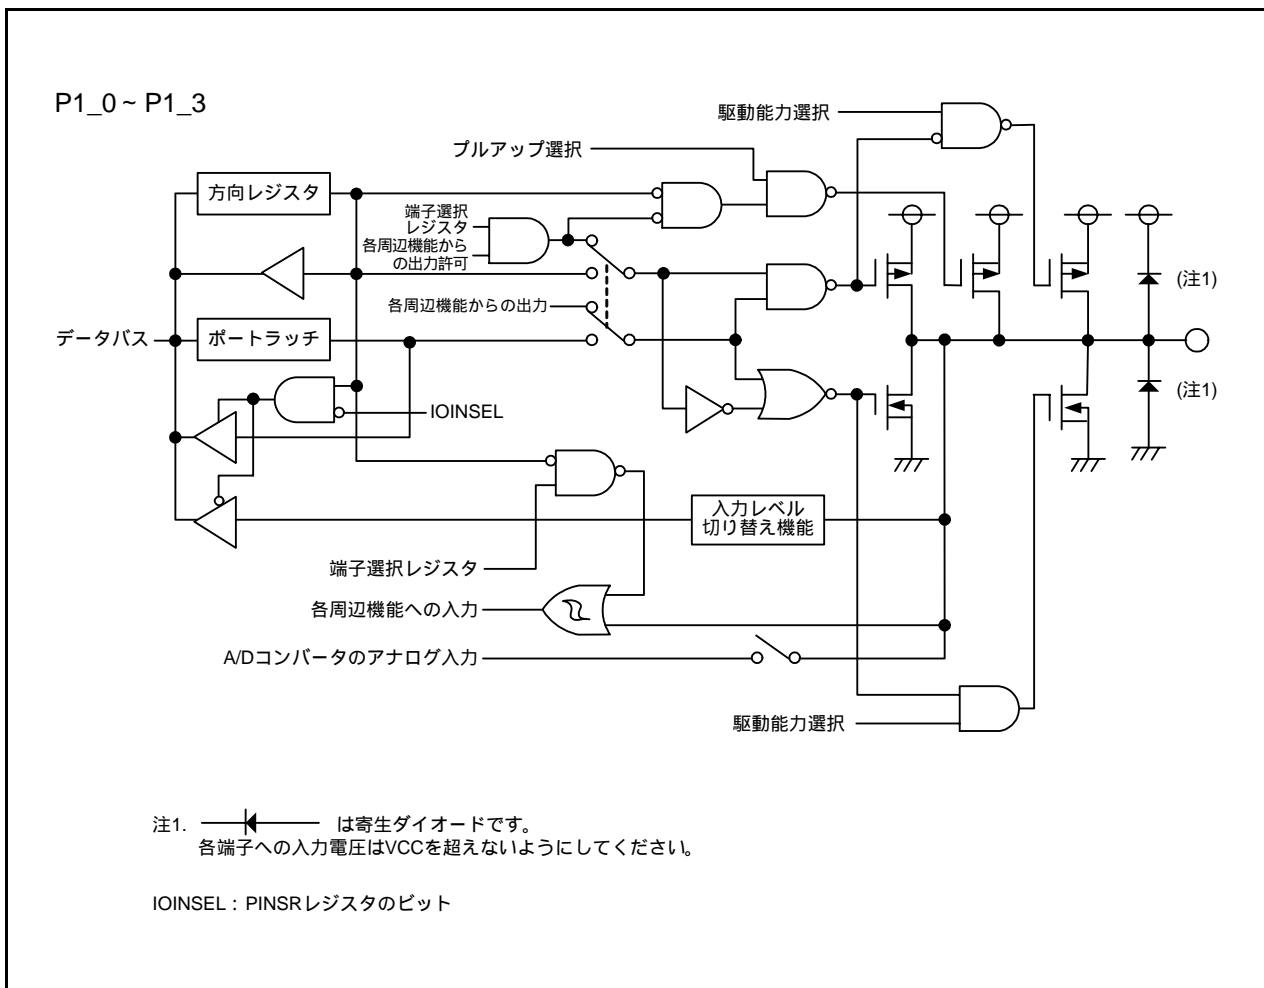 P1_0 ~ P1_3
駆動能力選択
プルアップ選択
方向レジスタ
端子選択
レジスタ
各周辺機能から
の出力許可
(注1)
各周辺機能からの出力
データバス
ポートラッチ
(注1)
IOINSEL
入力レベル
切り替え機能
端子選択レジスタ
各周辺機能への入力
A/Dコンバータのアナログ入力
駆動能力選択
注1. は寄生ダイオードです。
各端子への入力電圧はVCCを超えないようにしてください。
IOINSEL : PINSRレジスタのビット